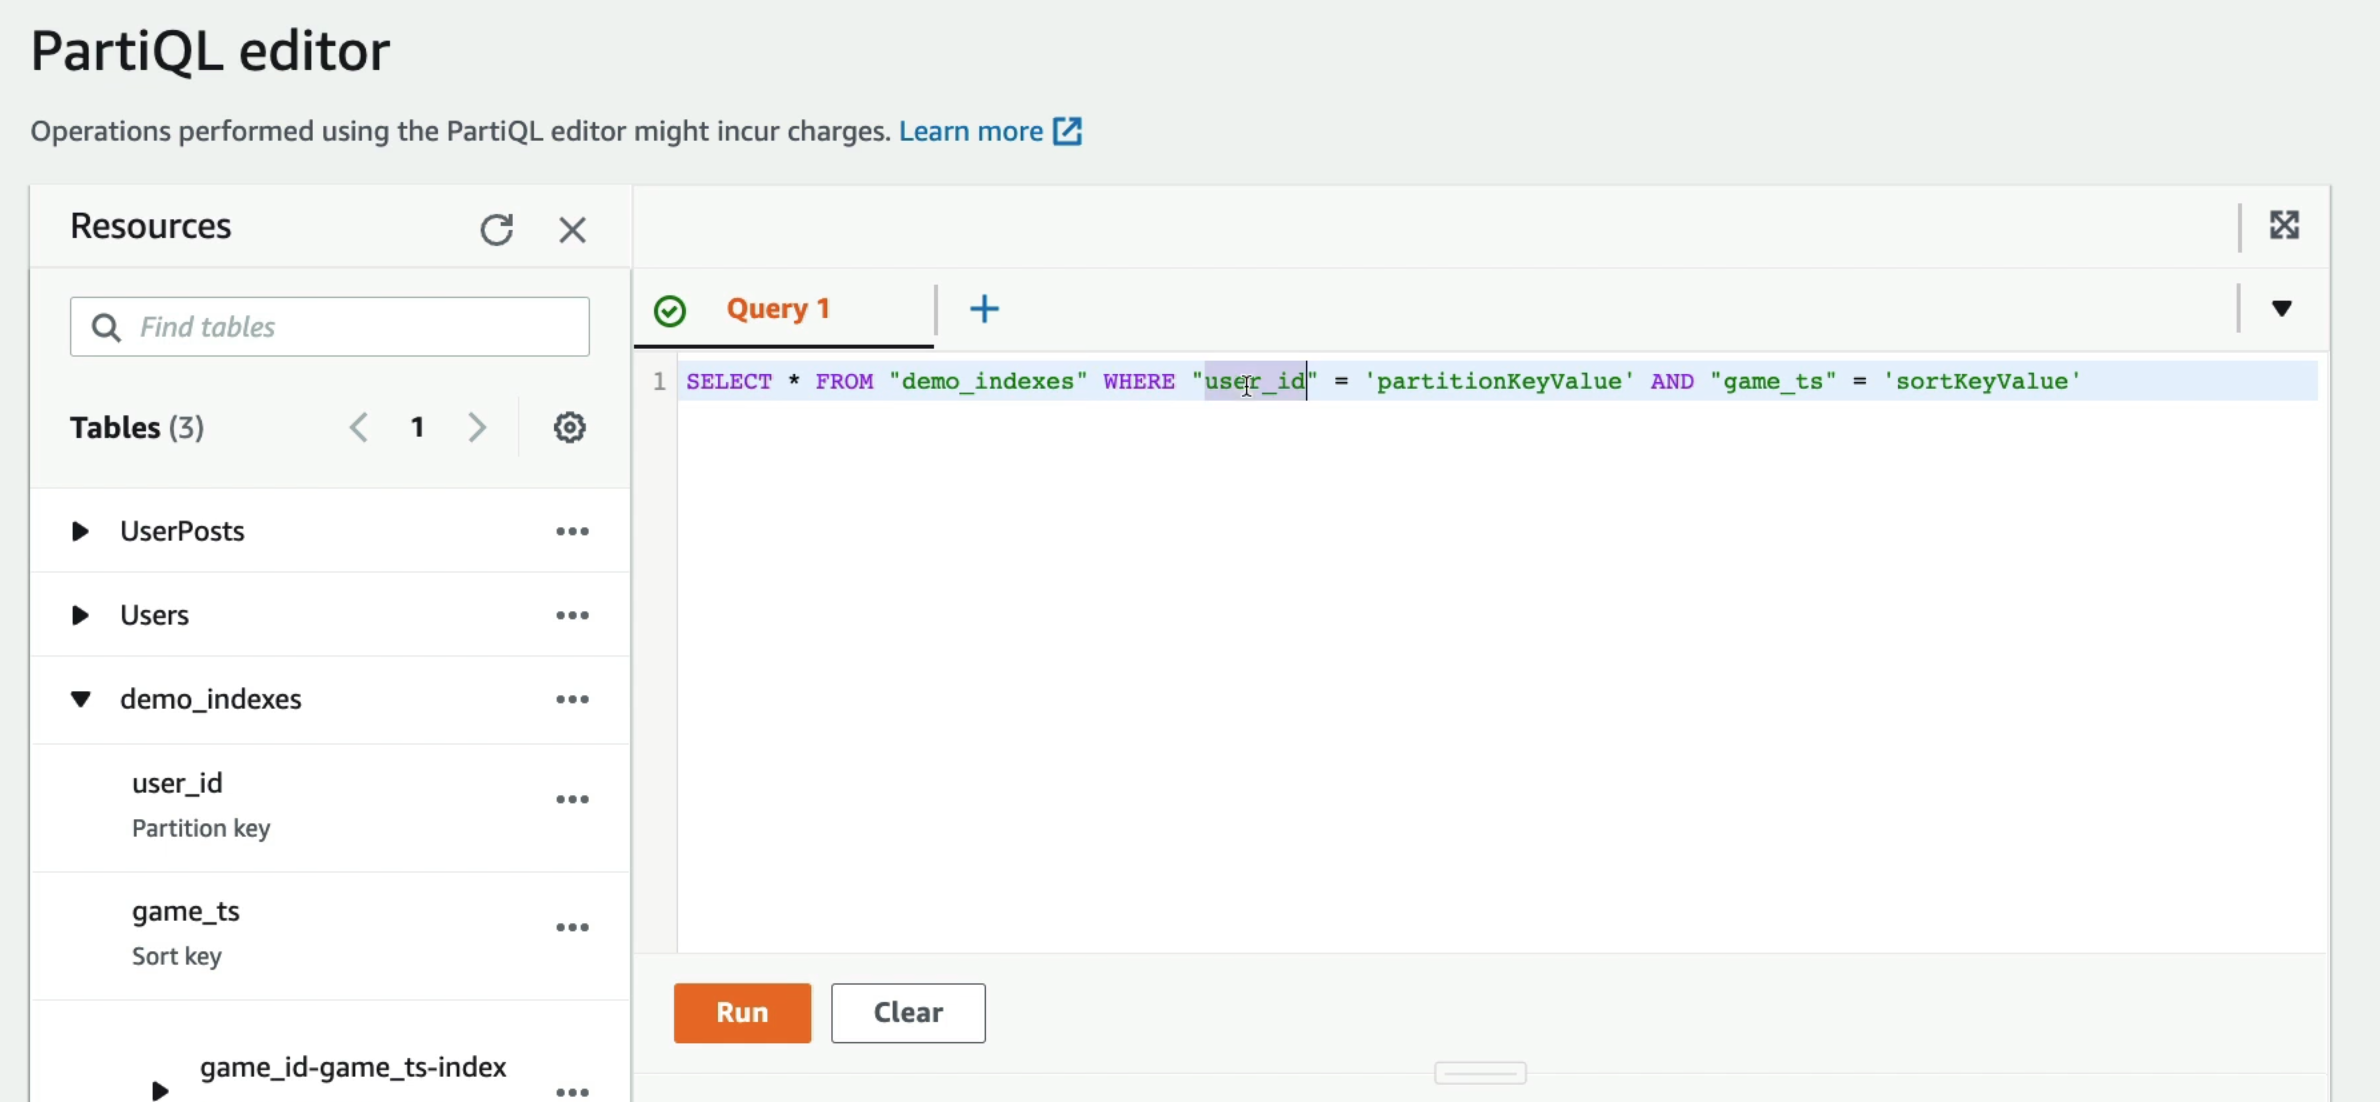 PartiQL editor
Operations performed using the PartiQL editor might incur charges. Learn more
Resources
Find tables
Tables (3)
1
UserPosts
Users
demo_indexes
user_id
Partition key
game_ts
Sort key
game_id-game_ts-index
Query 1
1 SELECT * FROM "demo_indexes" WHERE "user_id" = 'partitionKeyValue' AND "game_ts" = 'sortKeyValue'
Run
Clear